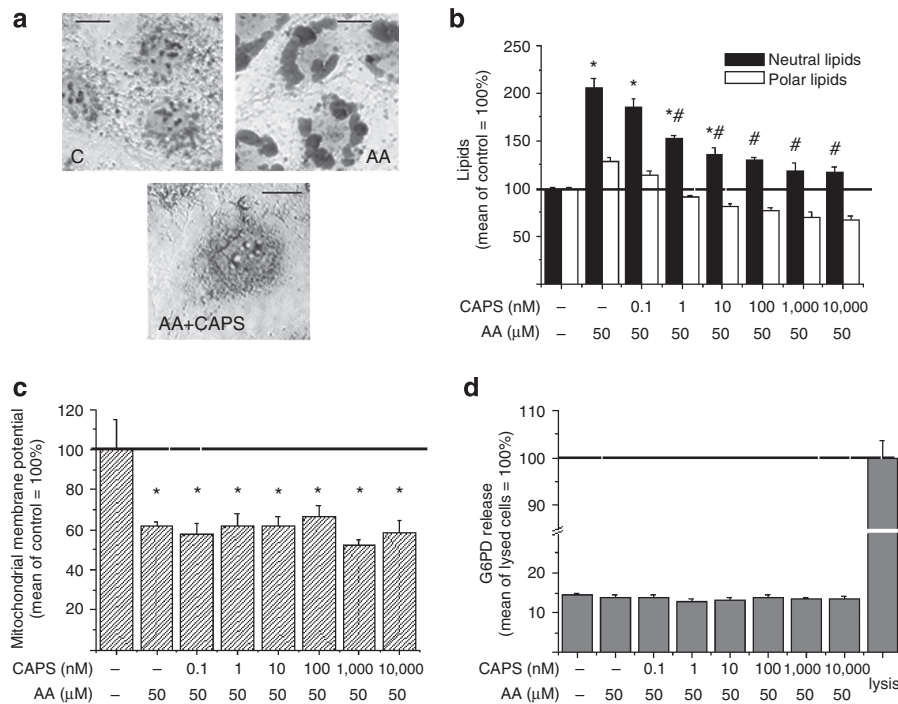 a
C
AA
AA+CAPS
b
Neutral lipids
Polar lipids
Lipids
(mean of control = 100%)
250
200
150
100
50
* * *# *# # # #
CAPS (nM) – – 0.1 1 10 100 1,000 10,000
AA (µM) – 50 50 50 50 50 50 50
c
Mitochondrial membrane potential
(mean of control = 100%)
120
100
80
60
40
20
* * * * * * *
CAPS (nM) – – 0.1 1 10 100 1,000 10,000
AA (µM) – 50 50 50 50 50 50 50
d
G6PD release
(mean of lysed cells = 100%)
110
100
90
20
10
CAPS (nM) – – 0.1 1 10 100 1,000 10,000 lysis
AA (µM) – 50 50 50 50 50 50 50